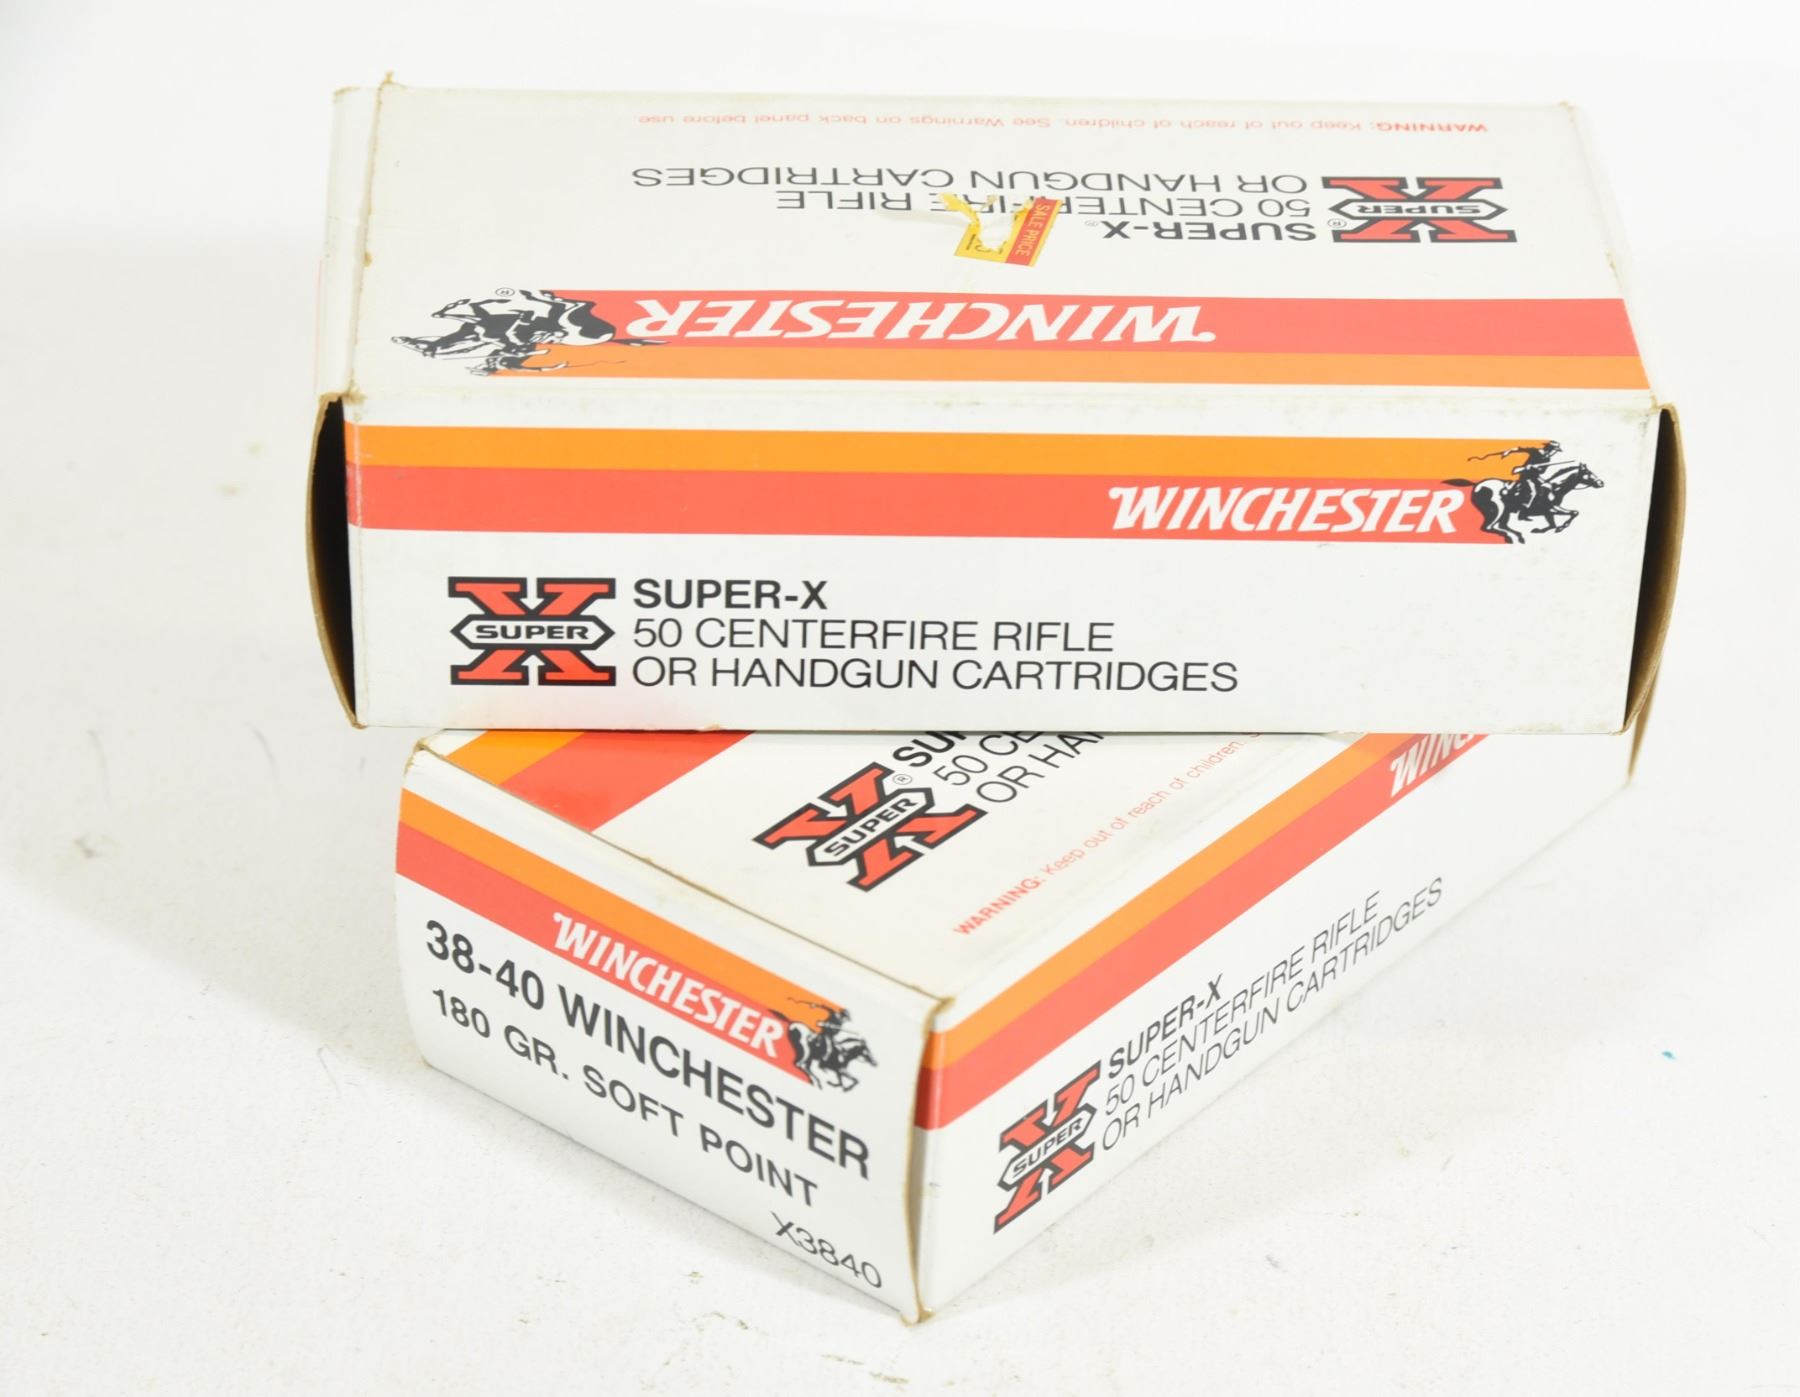 WARNING: Keep out of reach of children. See Warnings on back panel before use.
SUPER
SUPER-X®
50 CENTERFIRE RIFLE
OR HANDGUN CARTRIDGES
SALE PRICE
WINCHESTER
®
WINCHESTER
SUPER
SUPER-X
50 CENTERFIRE RIFLE
OR HANDGUN CARTRIDGES
SUPER ®
50
OR
WARNING: Keep out of reach of children.
WINCHESTER
38-40 WINCHESTER
180 GR. SOFT POINT
X3840
SUPER
SUPER-X
50 CENTERFIRE RIFLE
OR HANDGUN CARTRIDGES